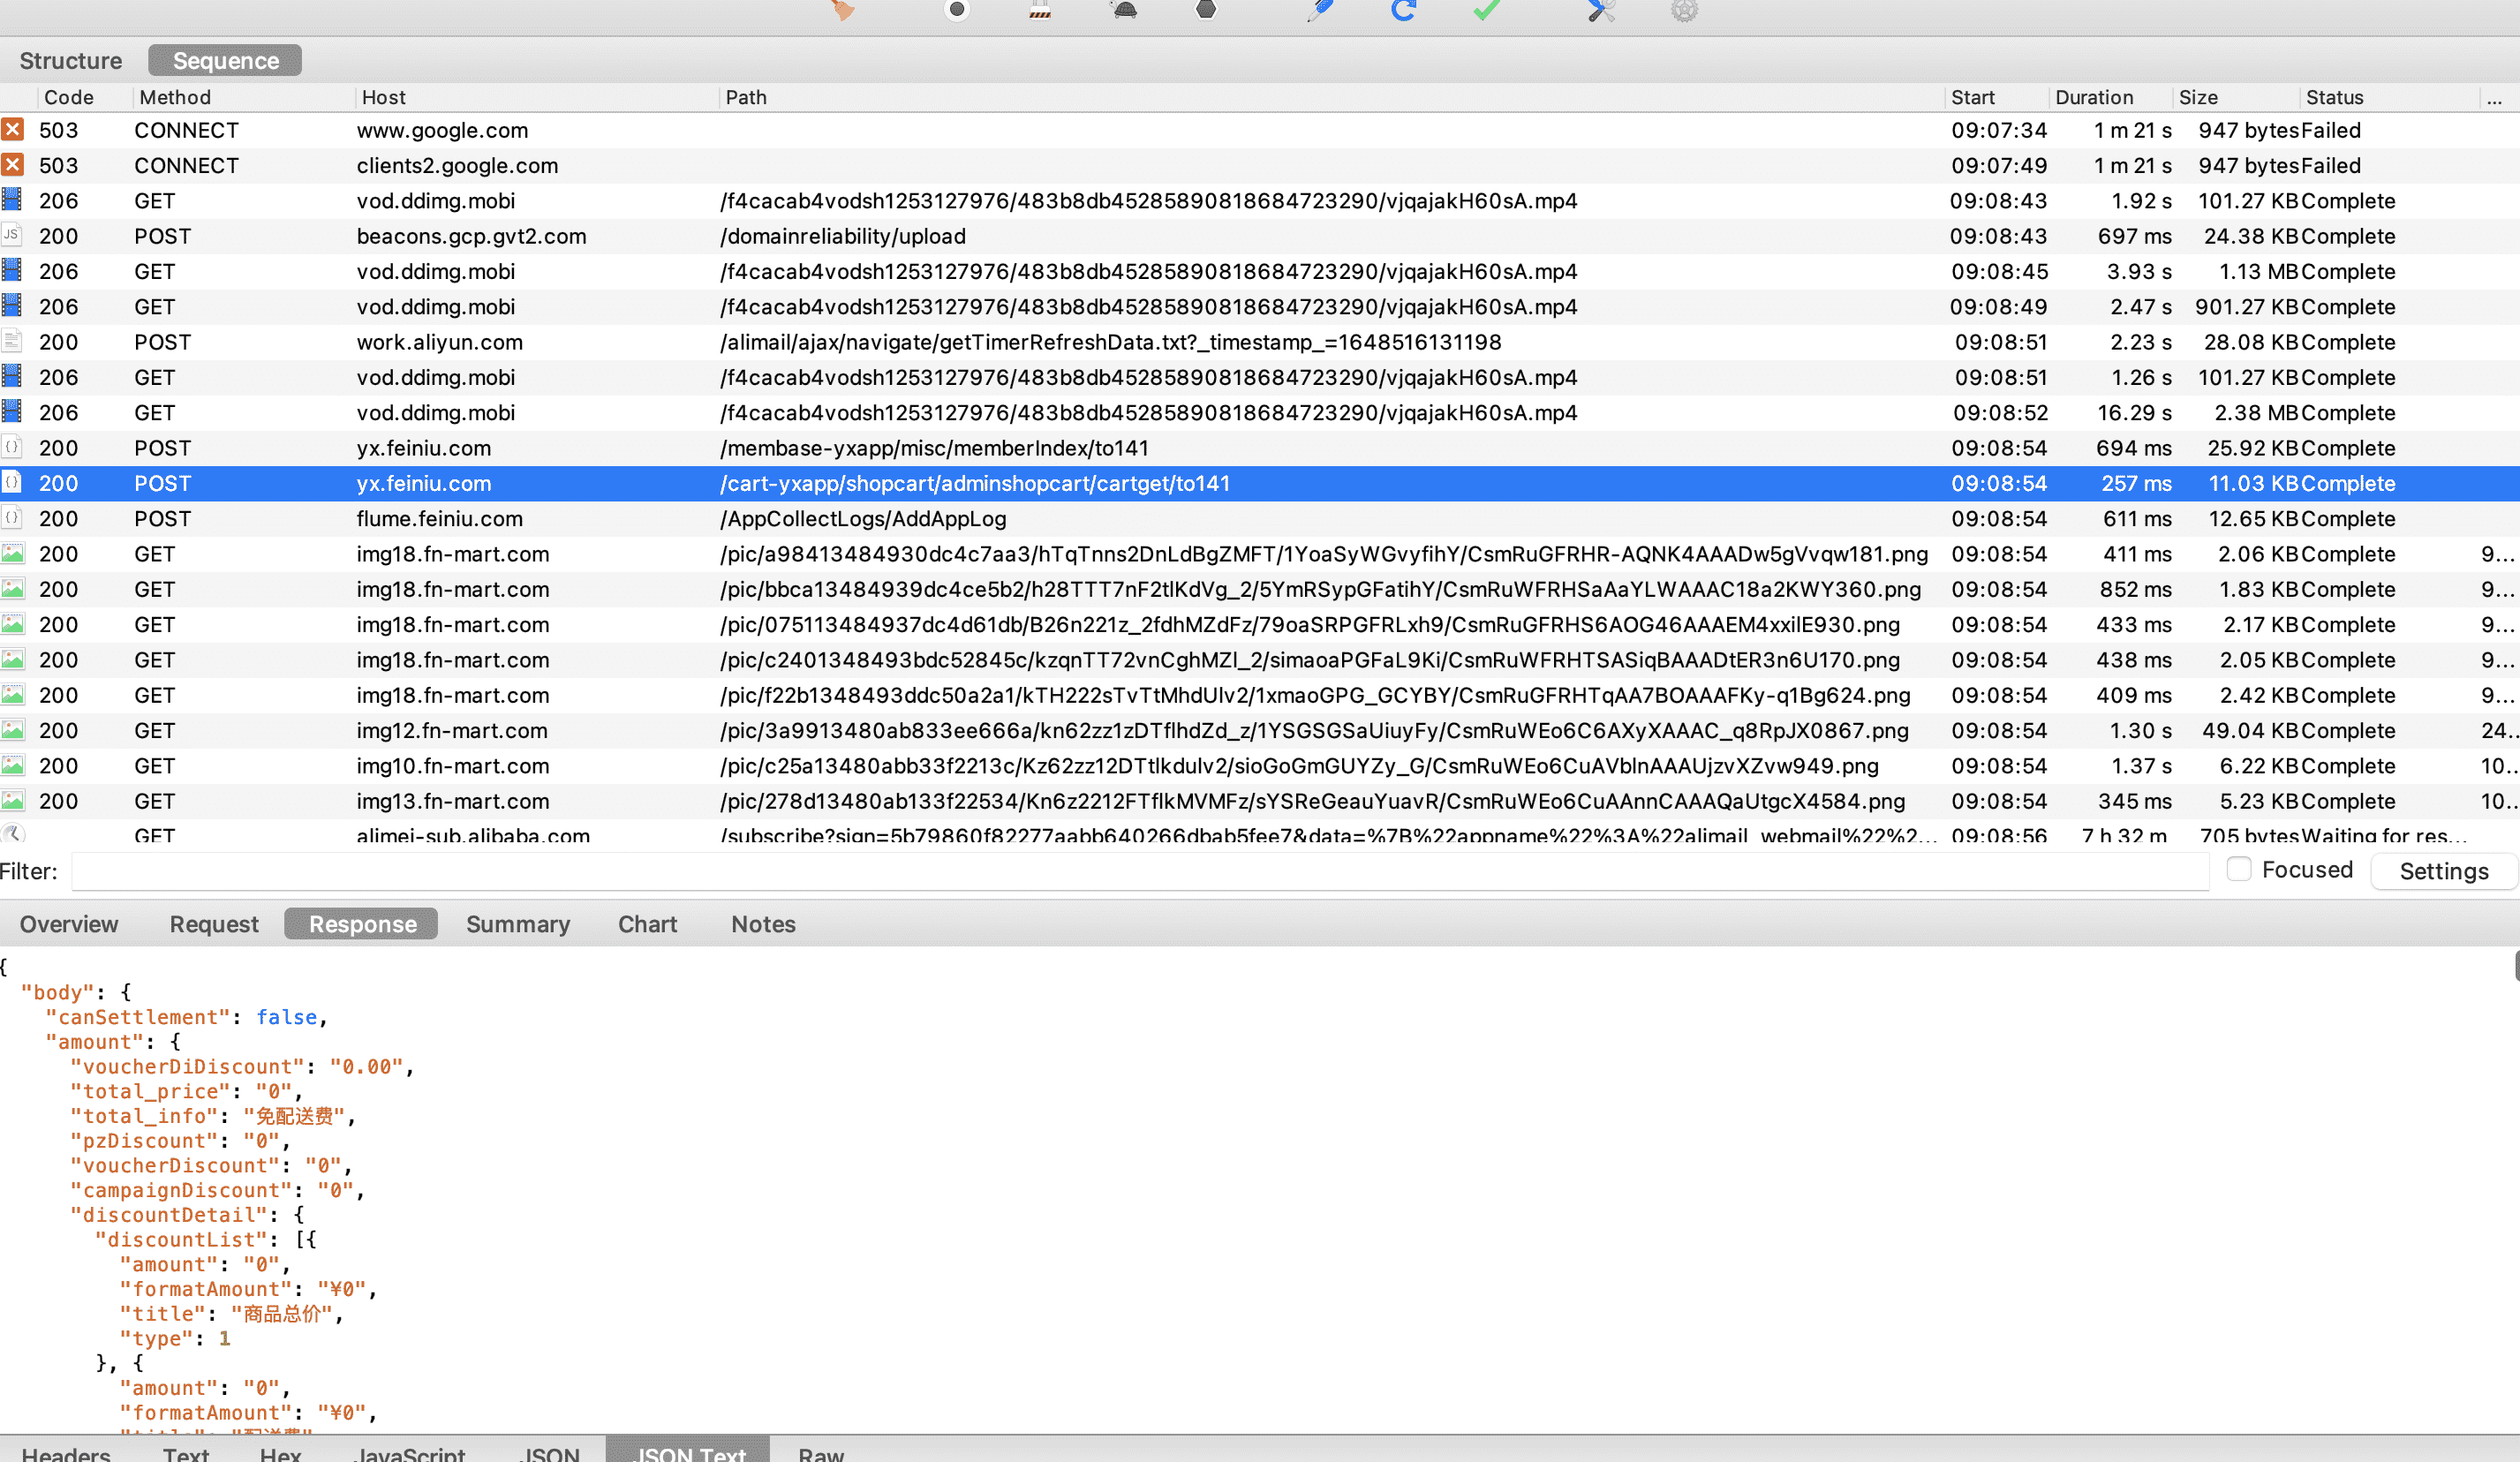 Structure Sequence
Code Method Host Path Start Duration Size Status ...
503 CONNECT www.google.com 09:07:34 1 m 21 s 947 bytes Failed
503 CONNECT clients2.google.com 09:07:49 1 m 21 s 947 bytes Failed
206 GET vod.ddimg.mobi /f4cacab4vodsh1253127976/483b8db45285890818684723290/vjqajakH60sA.mp4 09:08:43 1.92 s 101.27 KB Complete
JS 200 POST beacons.gcp.gvt2.com /domainreliability/upload 09:08:43 697 ms 24.38 KB Complete
206 GET vod.ddimg.mobi /f4cacab4vodsh1253127976/483b8db45285890818684723290/vjqajakH60sA.mp4 09:08:45 3.93 s 1.13 MB Complete
206 GET vod.ddimg.mobi /f4cacab4vodsh1253127976/483b8db45285890818684723290/vjqajakH60sA.mp4 09:08:49 2.47 s 901.27 KB Complete
200 POST work.aliyun.com /alimail/ajax/navigate/getTimerRefreshData.txt?_timestamp_=1648516131198 09:08:51 2.23 s 28.08 KB Complete
206 GET vod.ddimg.mobi /f4cacab4vodsh1253127976/483b8db45285890818684723290/vjqajakH60sA.mp4 09:08:51 1.26 s 101.27 KB Complete
206 GET vod.ddimg.mobi /f4cacab4vodsh1253127976/483b8db45285890818684723290/vjqajakH60sA.mp4 09:08:52 16.29 s 2.38 MB Complete
{} 200 POST yx.feiniu.com /membase-yxapp/misc/memberIndex/to141 09:08:54 694 ms 25.92 KB Complete
{} 200 POST yx.feiniu.com /cart-yxapp/shopcart/adminshopcart/cartget/to141 09:08:54 257 ms 11.03 KB Complete
{} 200 POST flume.feiniu.com /AppCollectLogs/AddAppLog 09:08:54 611 ms 12.65 KB Complete
200 GET img18.fn-mart.com /pic/a98413484930dc4c7aa3/hTqTnns2DnLdBgZMFT/1YoaSyWGvyfihY/CsmRuGFRHR-AQNK4AAADw5gVvqw181.png 09:08:54 411 ms 2.06 KB Complete 9...
200 GET img18.fn-mart.com /pic/bbca13484939dc4ce5b2/h28TTT7nF2tlKdVg_2/5YmRSypGFatihY/CsmRuWFRHSaAaYLWAAAC18a2KWY360.png 09:08:54 852 ms 1.83 KB Complete 9...
200 GET img18.fn-mart.com /pic/075113484937dc4d61db/B26n221z_2fdhMZdFz/79oaSRPGFRLxh9/CsmRuGFRHS6AOG46AAAEM4xxilE930.png 09:08:54 433 ms 2.17 KB Complete 9...
200 GET img18.fn-mart.com /pic/c2401348493bdc52845c/kzqnTT72vnCghMZl_2/simaoaPGFaL9Ki/CsmRuWFRHTSASiqBAAADtER3n6U170.png 09:08:54 438 ms 2.05 KB Complete 9...
200 GET img18.fn-mart.com /pic/f22b1348493ddc50a2a1/kTH222sTvTtMhdUlv2/1xmaoGPG_GCYBY/CsmRuGFRHTqAA7BOAAAFKy-q1Bg624.png 09:08:54 409 ms 2.42 KB Complete 9...
200 GET img12.fn-mart.com /pic/3a9913480ab833ee666a/kn62zz1zDTflhdZd_z/1YSGSGSaUiuyFy/CsmRuWEo6C6AXyXAAAC_q8RpJX0867.png 09:08:54 1.30 s 49.04 KB Complete 24..
200 GET img10.fn-mart.com /pic/c25a13480abb33f2213c/Kz62zz12DTtlkdulv2/sioGoGmGUYZy_G/CsmRuWEo6CuAVblnAAAUjzvXZvw949.png 09:08:54 1.37 s 6.22 KB Complete 10..
200 GET img13.fn-mart.com /pic/278d13480ab133f22534/Kn6z2212FTflkMVMFz/sYSReGeauYuavR/CsmRuWEo6CuAAnnCAAAQaUtgcX4584.png 09:08:54 345 ms 5.23 KB Complete 10..
GET alimei-sub.alibaba.com /subscribe?sign=5b79860f82277aabb640266dbab5fee7&data=%7B%22appname%22%3A%22alimail_webmail%22%2... 09:08:56 7 h 32 m 705 bytes Waiting for res...
Filter: Focused Settings
Overview Request Response Summary Chart Notes
{
"body": {
"canSettlement": false,
"amount": {
"voucherDiDiscount": "0.00",
"total_price": "0",
"total_info": "免配送费",
"pzDiscount": "0",
"voucherDiscount": "0",
"campaignDiscount": "0",
"discountDetail": {
"discountList": [{
"amount": "0",
"formatAmount": "¥0",
"title": "商品总价",
"type": 1
}, {
"amount": "0",
"formatAmount": "¥0",
"title": "配送费"
Headers Text Hex JavaScript JSON JSON Text Raw